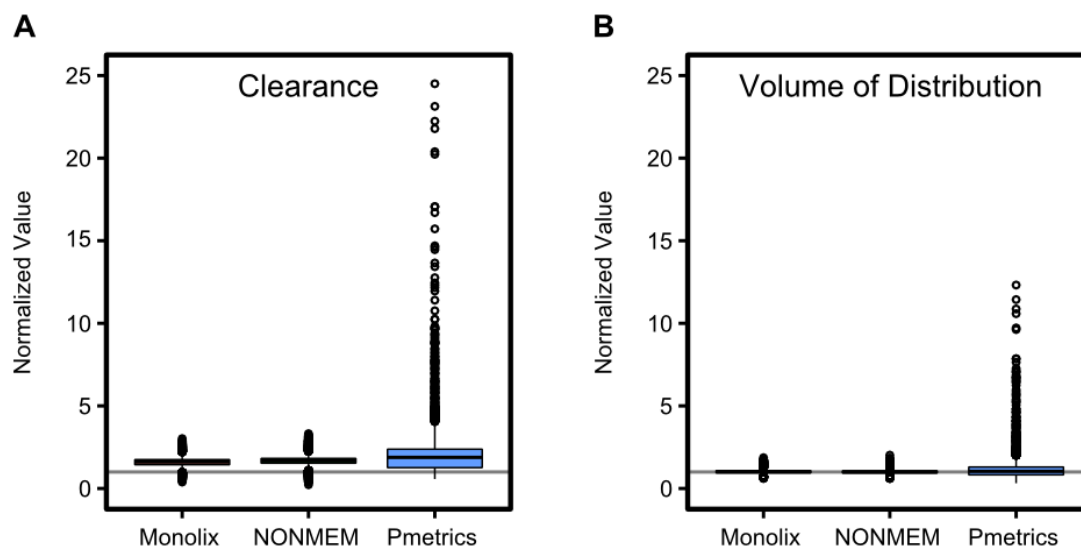 A
Clearance
Normalized Value
25
20
15
10
5
0
Monolix NONMEM Pmetrics
B
Volume of Distribution
Normalized Value
25
20
15
10
5
0
Monolix NONMEM Pmetrics